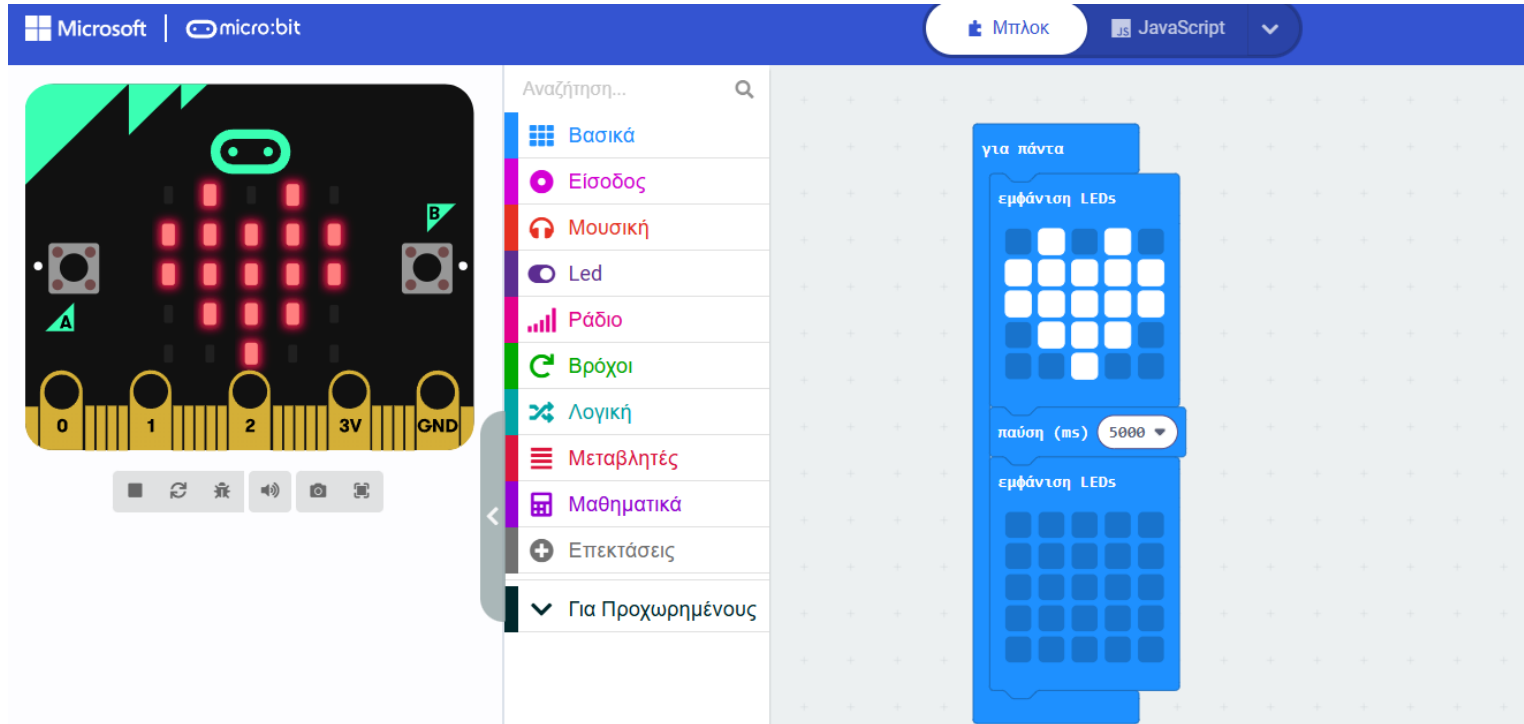 Microsoft micro:bit
Μπλοκ
JS JavaScript
Αναζήτηση...
Βασικά
Είσοδος
Μουσική
Led
Ράδιο
Βρόχοι
Λογική
Μεταβλητές
Μαθηματικά
Επεκτάσεις
Για Προχωρημένους
B
A
0 1 2 3V GND
για πάντα
εμφάνιση LEDs
παύση (ms) 5000
εμφάνιση LEDs